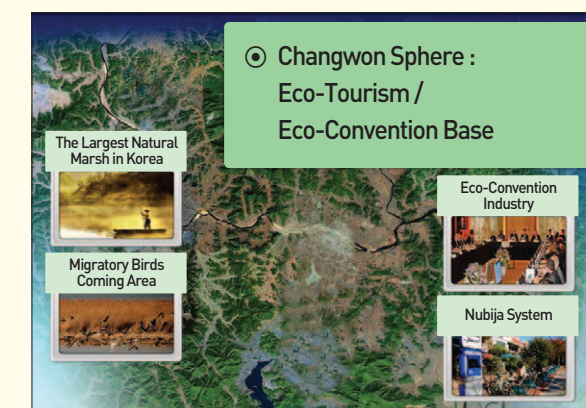 ⦿ Changwon Sphere :
Eco-Tourism /
Eco-Convention Base
The Largest Natural
Marsh in Korea
Migratory Birds
Coming Area
Eco-Convention
Industry
Nubija System